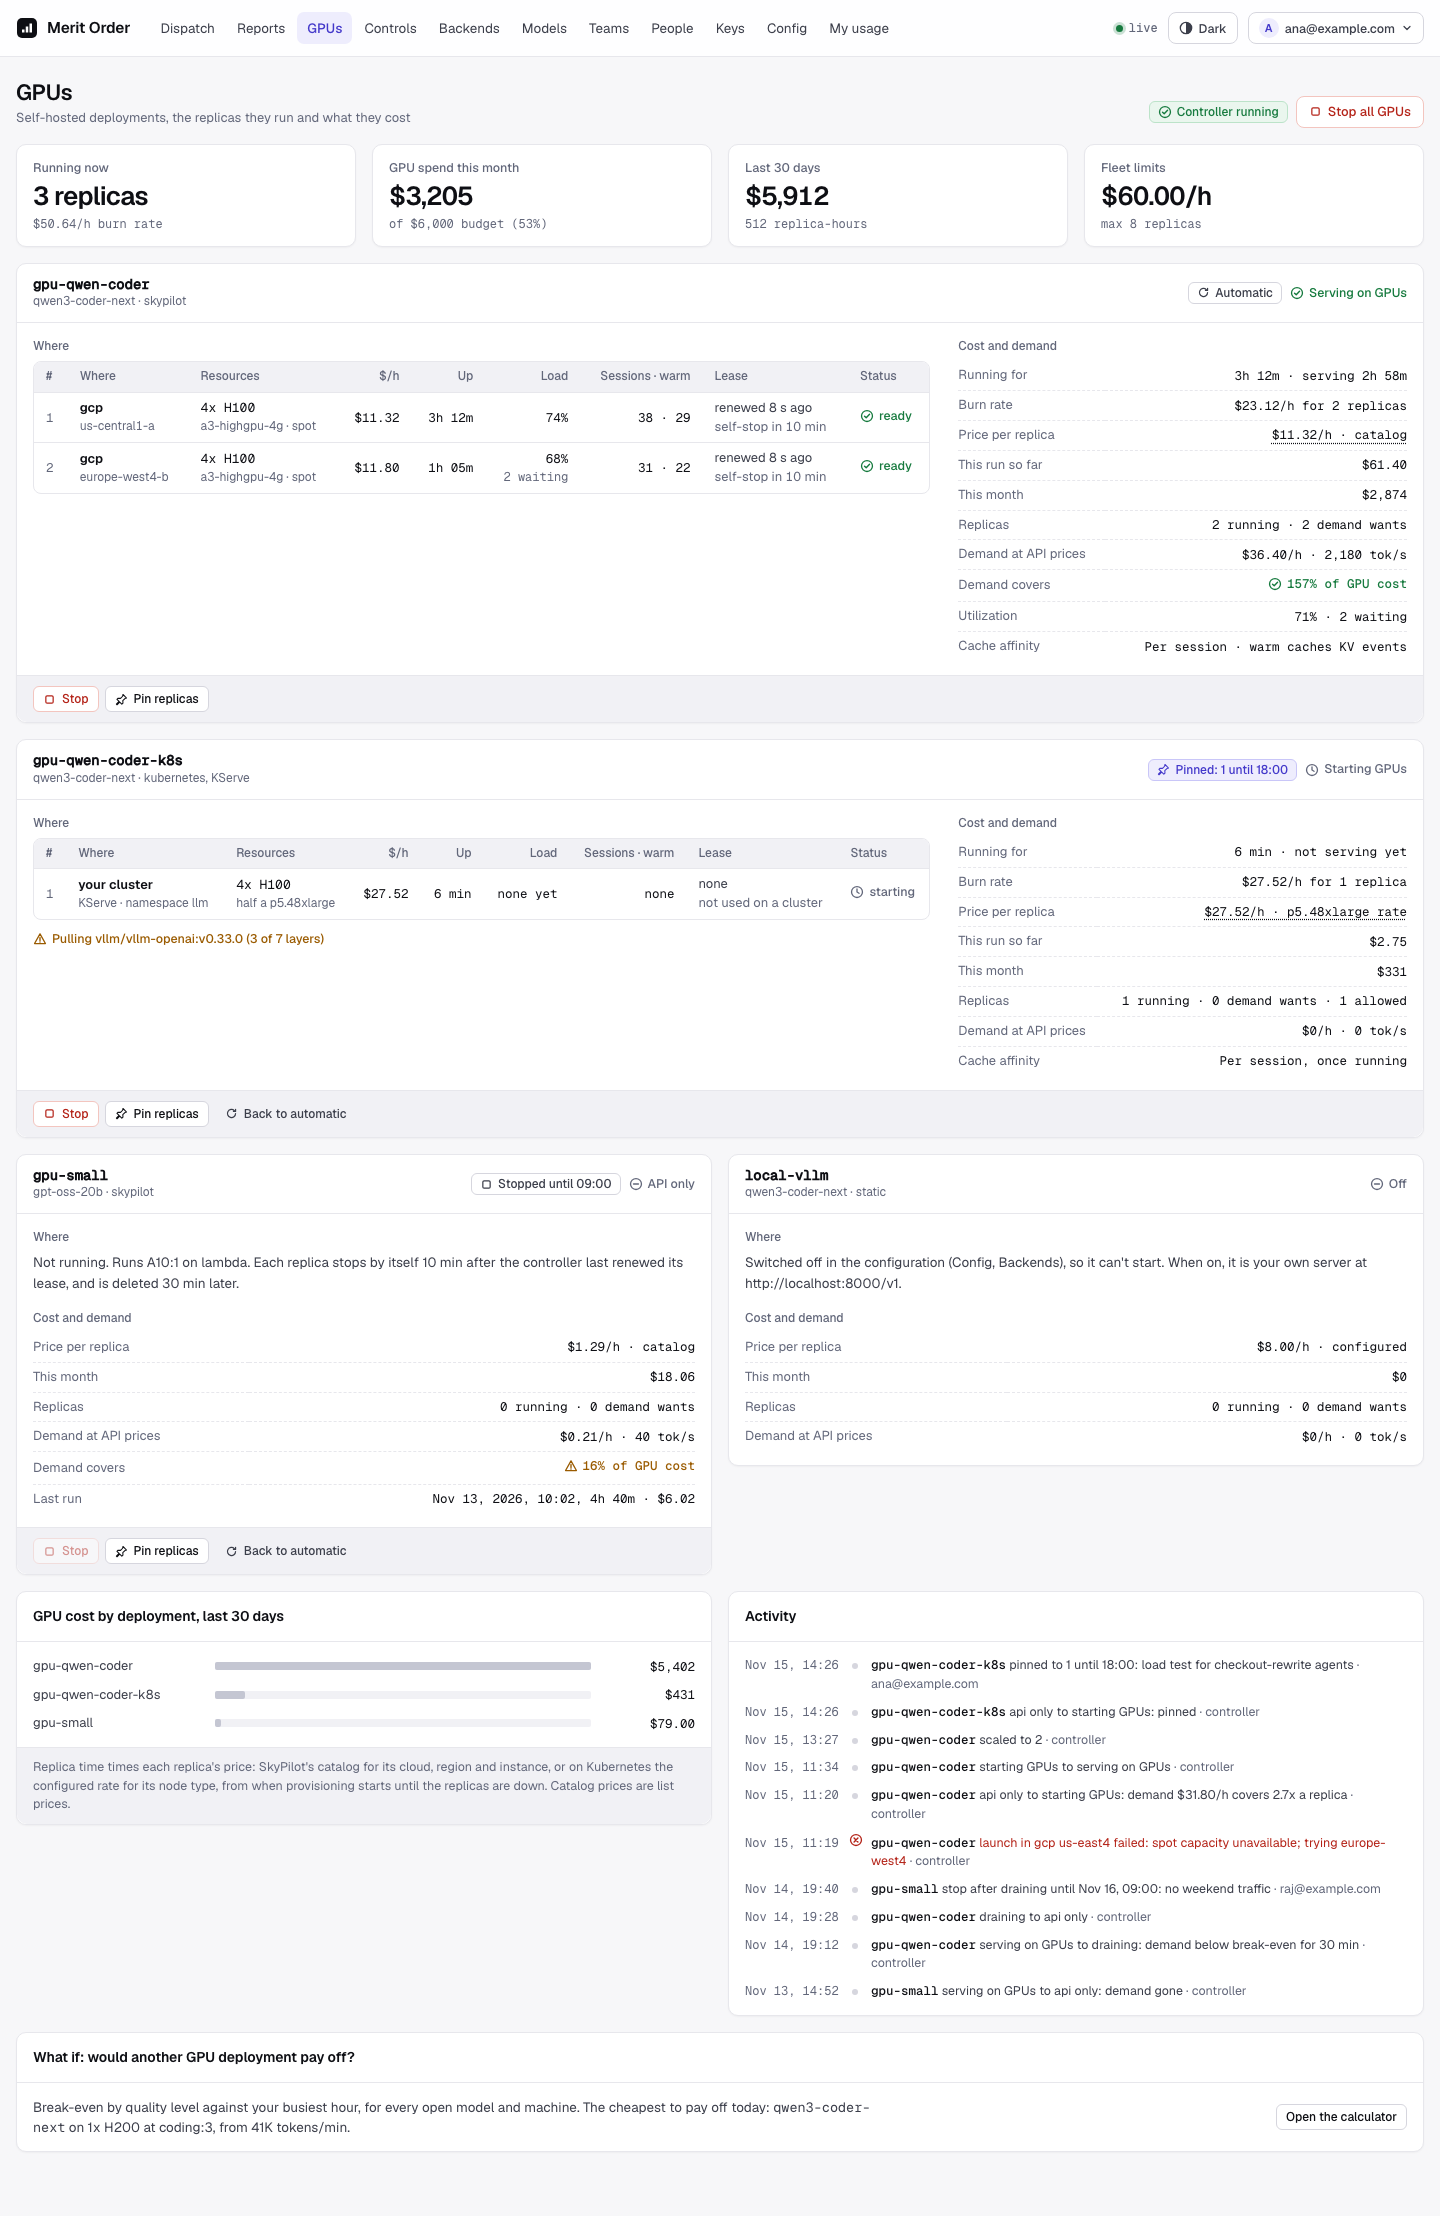 Merit Order
Dispatch Reports GPUs Controls Backends Models Teams People Keys Config My usage
live Dark A ana@example.com
GPUs
Self-hosted deployments, the replicas they run and what they cost
Controller running Stop all GPUs
Running now
3 replicas
$50.64/h burn rate
GPU spend this month
$3,205
of $6,000 budget (53%)
Last 30 days
$5,912
512 replica-hours
Fleet limits
$60.00/h
max 8 replicas
gpu-qwen-coder
qwen3-coder-next · skypilot
Automatic Serving on GPUs
Where
# Where Resources $/h Up Load Sessions · warm Lease Status
1 gcp 4x H100 $11.32 3h 12m 74% 38 · 29 renewed 8 s ago ready
us-central1-a a3-highgpu-4g · spot self-stop in 10 min
2 gcp 4x H100 $11.80 1h 05m 68% 31 · 22 renewed 8 s ago ready
europe-west4-b a3-highgpu-4g · spot 2 waiting self-stop in 10 min
Cost and demand
Running for 3h 12m · serving 2h 58m
Burn rate $23.12/h for 2 replicas
Price per replica $11.32/h · catalog
This run so far $61.40
This month $2,874
Replicas 2 running · 2 demand wants
Demand at API prices $36.40/h · 2,180 tok/s
Demand covers 157% of GPU cost
Utilization 71% · 2 waiting
Cache affinity Per session · warm caches KV events
Stop Pin replicas
gpu-qwen-coder-k8s
qwen3-coder-next · kubernetes, KServe
Pinned: 1 until 18:00 Starting GPUs
Where
# Where Resources $/h Up Load Sessions · warm Lease Status
1 your cluster 4x H100 $27.52 6 min none yet none none starting
KServe · namespace llm half a p5.48xlarge not used on a cluster
Pulling vllm/vllm-openai:v0.33.0 (3 of 7 layers)
Cost and demand
Running for 6 min · not serving yet
Burn rate $27.52/h for 1 replica
Price per replica $27.52/h · p5.48xlarge rate
This run so far $2.75
This month $331
Replicas 1 running · 0 demand wants · 1 allowed
Demand at API prices $0/h · 0 tok/s
Cache affinity Per session, once running
Stop Pin replicas Back to automatic
gpu-small
gpt-oss-20b · skypilot
Stopped until 09:00 API only
Where
Not running. Runs A10:1 on lambda. Each replica stops by itself 10 min after the controller last renewed its
lease, and is deleted 30 min later.
Cost and demand
Price per replica $1.29/h · catalog
This month $18.06
Replicas 0 running · 0 demand wants
Demand at API prices $0.21/h · 40 tok/s
Demand covers 16% of GPU cost
Last run Nov 13, 2026, 10:02, 4h 40m · $6.02
Stop Pin replicas Back to automatic
local-vllm
qwen3-coder-next · static
Off
Where
Switched off in the configuration (Config, Backends), so it can't start. When on, it is your own server at
http://localhost:8000/v1.
Cost and demand
Price per replica $8.00/h · configured
This month $0
Replicas 0 running · 0 demand wants
Demand at API prices $0/h · 0 tok/s
GPU cost by deployment, last 30 days
gpu-qwen-coder $5,402
gpu-qwen-coder-k8s $431
gpu-small $79.00
Replica time times each replica's price: SkyPilot's catalog for its cloud, region and instance, or on Kubernetes the
configured rate for its node type, from when provisioning starts until the replicas are down. Catalog prices are list
prices.
Activity
Nov 15, 14:26 gpu-qwen-coder-k8s pinned to 1 until 18:00: load test for checkout-rewrite agents ·
ana@example.com
Nov 15, 14:26 gpu-qwen-coder-k8s api only to starting GPUs: pinned · controller
Nov 15, 13:27 gpu-qwen-coder scaled to 2 · controller
Nov 15, 11:34 gpu-qwen-coder starting GPUs to serving on GPUs · controller
Nov 15, 11:20 gpu-qwen-coder api only to starting GPUs: demand $31.80/h covers 2.7x a replica ·
controller
Nov 15, 11:19 gpu-qwen-coder launch in gcp us-east4 failed: spot capacity unavailable; trying europe-
west4 · controller
Nov 14, 19:40 gpu-small stop after draining until Nov 16, 09:00: no weekend traffic · raj@example.com
Nov 14, 19:28 gpu-qwen-coder draining to api only · controller
Nov 14, 19:12 gpu-qwen-coder serving on GPUs to draining: demand below break-even for 30 min ·
controller
Nov 13, 14:52 gpu-small serving on GPUs to api only: demand gone · controller
What if: would another GPU deployment pay off?
Break-even by quality level against your busiest hour, for every open model and machine. The cheapest to pay off today: qwen3-coder-
next on 1x H200 at coding:3, from 41K tokens/min.
Open the calculator